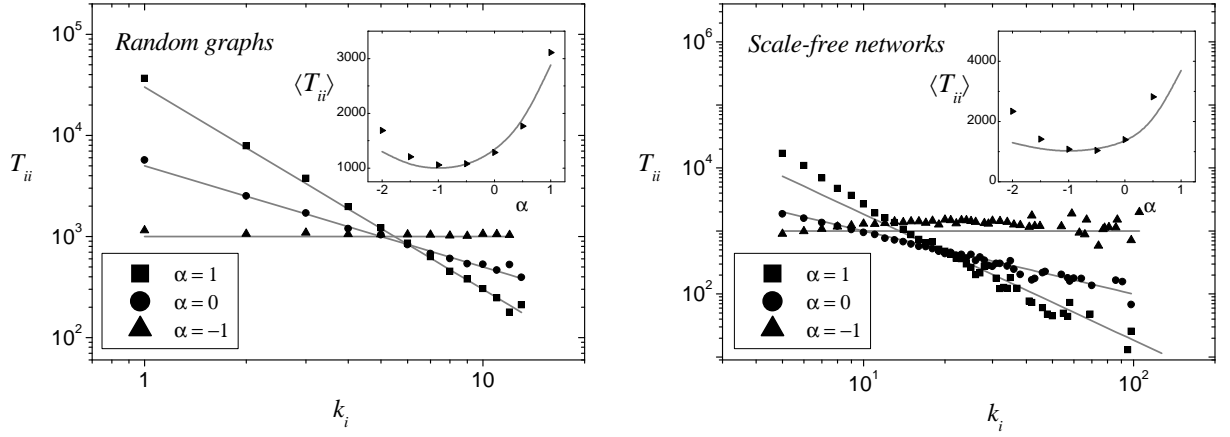 Random graphs
⟨T_ii⟩
3000
2000
1000
-2 -1 0 1
α
10^5
10^4
10^3
10^2
T_ii
α = 1
α = 0
α = −1
1 10
k_i
Scale-free networks
⟨T_ii⟩
4000
2000
0
-2 -1 0 1
α
10^6
10^4
10^2
T_ii
α = 1
α = 0
α = −1
10^1 10^2
k_i